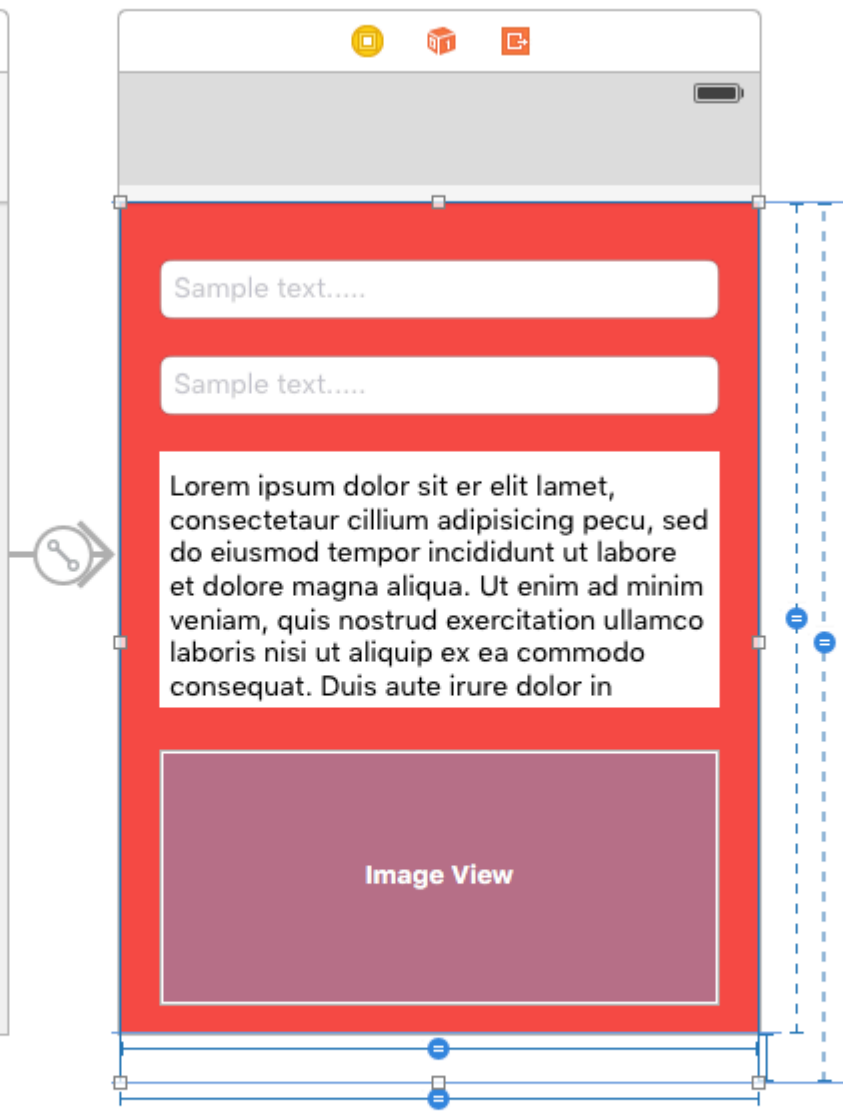 Sample text.....
Sample text.....
Lorem ipsum dolor sit er elit lamet,
consectetaur cillium adipisicing pecu, sed
do eiusmod tempor incididunt ut labore
et dolore magna aliqua. Ut enim ad minim
veniam, quis nostrud exercitation ullamco
laboris nisi ut aliquip ex ea commodo
consequat. Duis aute irure dolor in
Image View